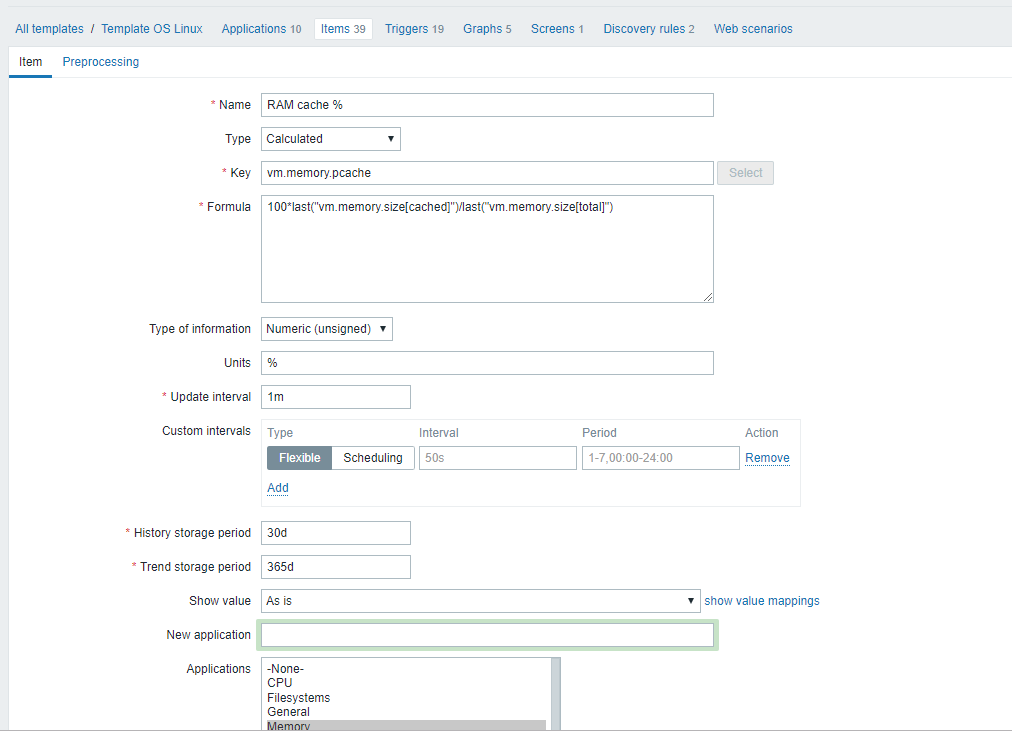 All templates / Template OS Linux Applications 10 Items 39 Triggers 19 Graphs 5 Screens 1 Discovery rules 2 Web scenarios
Item Preprocessing
* Name RAM cache %
Type Calculated
* Key vm.memory.pcache Select
* Formula 100*last("vm.memory.size[cached]")/last("vm.memory.size[total]")
Type of information Numeric (unsigned)
Units %
* Update interval 1m
Custom intervals Type Interval Period Action
Flexible Scheduling 50s 1-7,00:00-24:00 Remove
Add
* History storage period 30d
* Trend storage period 365d
Show value As is show value mappings
New application
Applications -None-
CPU
Filesystems
General
Memory